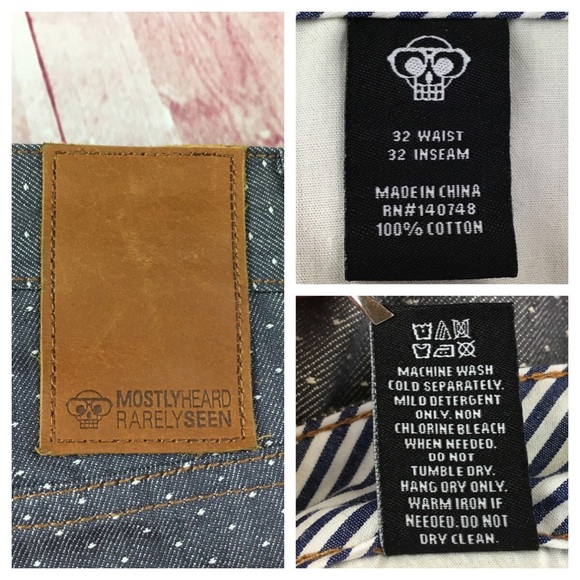 MOSTLYHEARD
RARELYSEEN
32 WAIST
32 INSEAM
MADE IN CHINA
RN#140748
100% COTTON
MACHINE WASH
COLD SEPARATELY.
MILD DETERGENT
ONLY. NON
CHLORINE BLEACH
WHEN NEEDED.
DO NOT
TUMBLE DRY.
HANG DRY ONLY.
WARM IRON IF
NEEDED. DO NOT
DRY CLEAN.